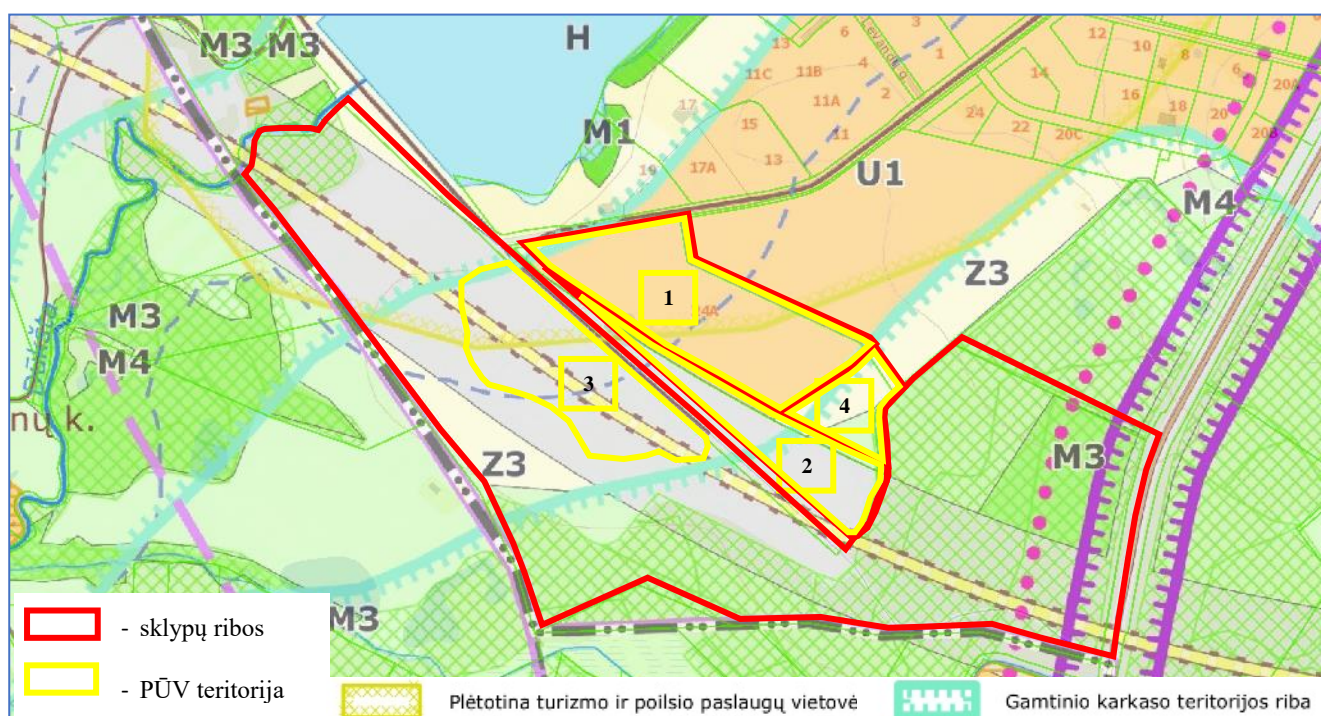 M3 M3
H
Levandų g.
13
6
3
1
4
2
11C
11B
11A
11
17
15
13
17A
19
M1
12
10
8
6
14
16
18
20
20A
24
22
20C
20B
U1
M4
Z3
1
24A
M3
M4
nų k.
3
4
2
M3
Z3
M3
- sklypų ribos
- PŪV teritorija
Plėtotina turizmo ir poilsio paslaugų vietovė
Gamtinio karkaso teritorijos riba